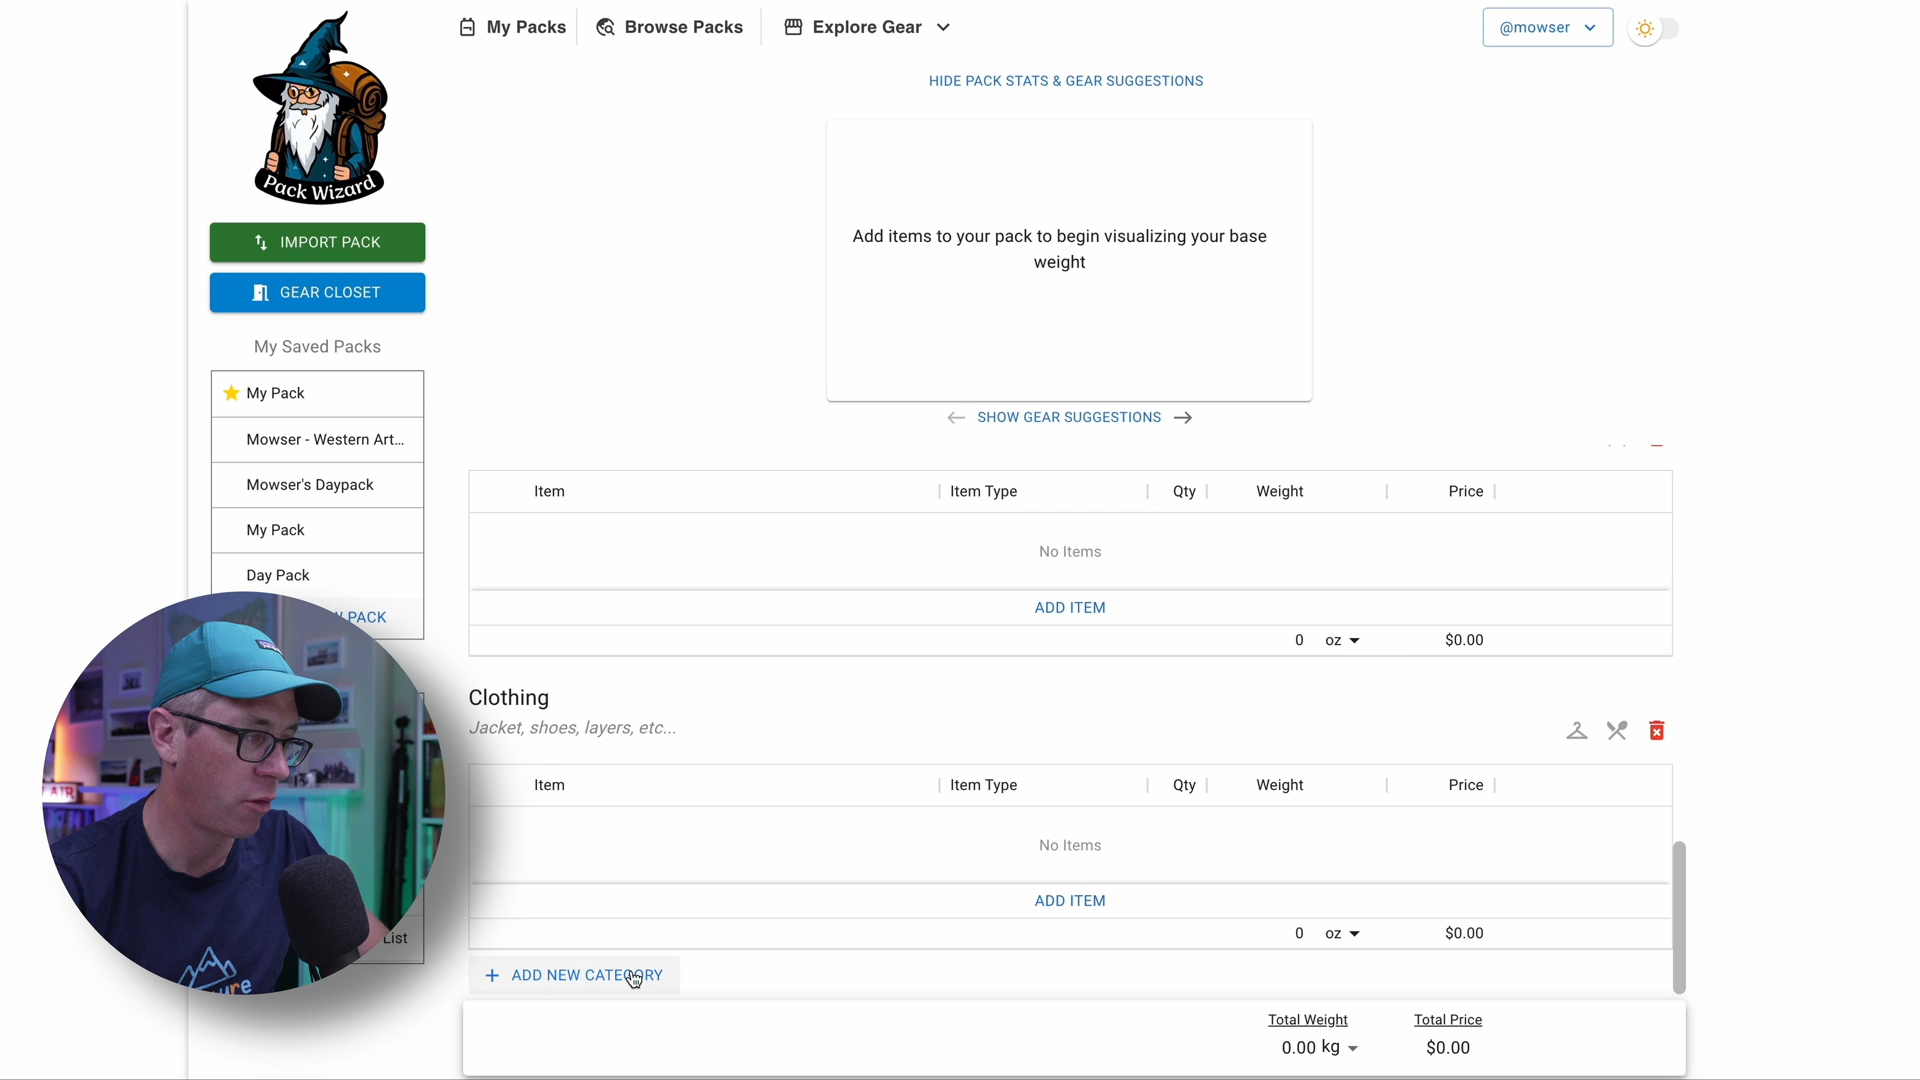 My Packs
Browse Packs
Explore Gear
@mowser
Pack Wizard
HIDE PACK STATS & GEAR SUGGESTIONS
IMPORT PACK
GEAR CLOSET
My Saved Packs
My Pack
Mowser - Western Art...
Mowser's Daypack
My Pack
Day Pack
PACK
List
Add items to your pack to begin visualizing your base
weight
SHOW GEAR SUGGESTIONS
Item Item Type Qty Weight Price
No Items
ADD ITEM
0 oz $0.00
Clothing
Jacket, shoes, layers, etc...
Item Item Type Qty Weight Price
No Items
ADD ITEM
0 oz $0.00
+ ADD NEW CATEGORY
Total Weight Total Price
0.00 kg $0.00
AIR